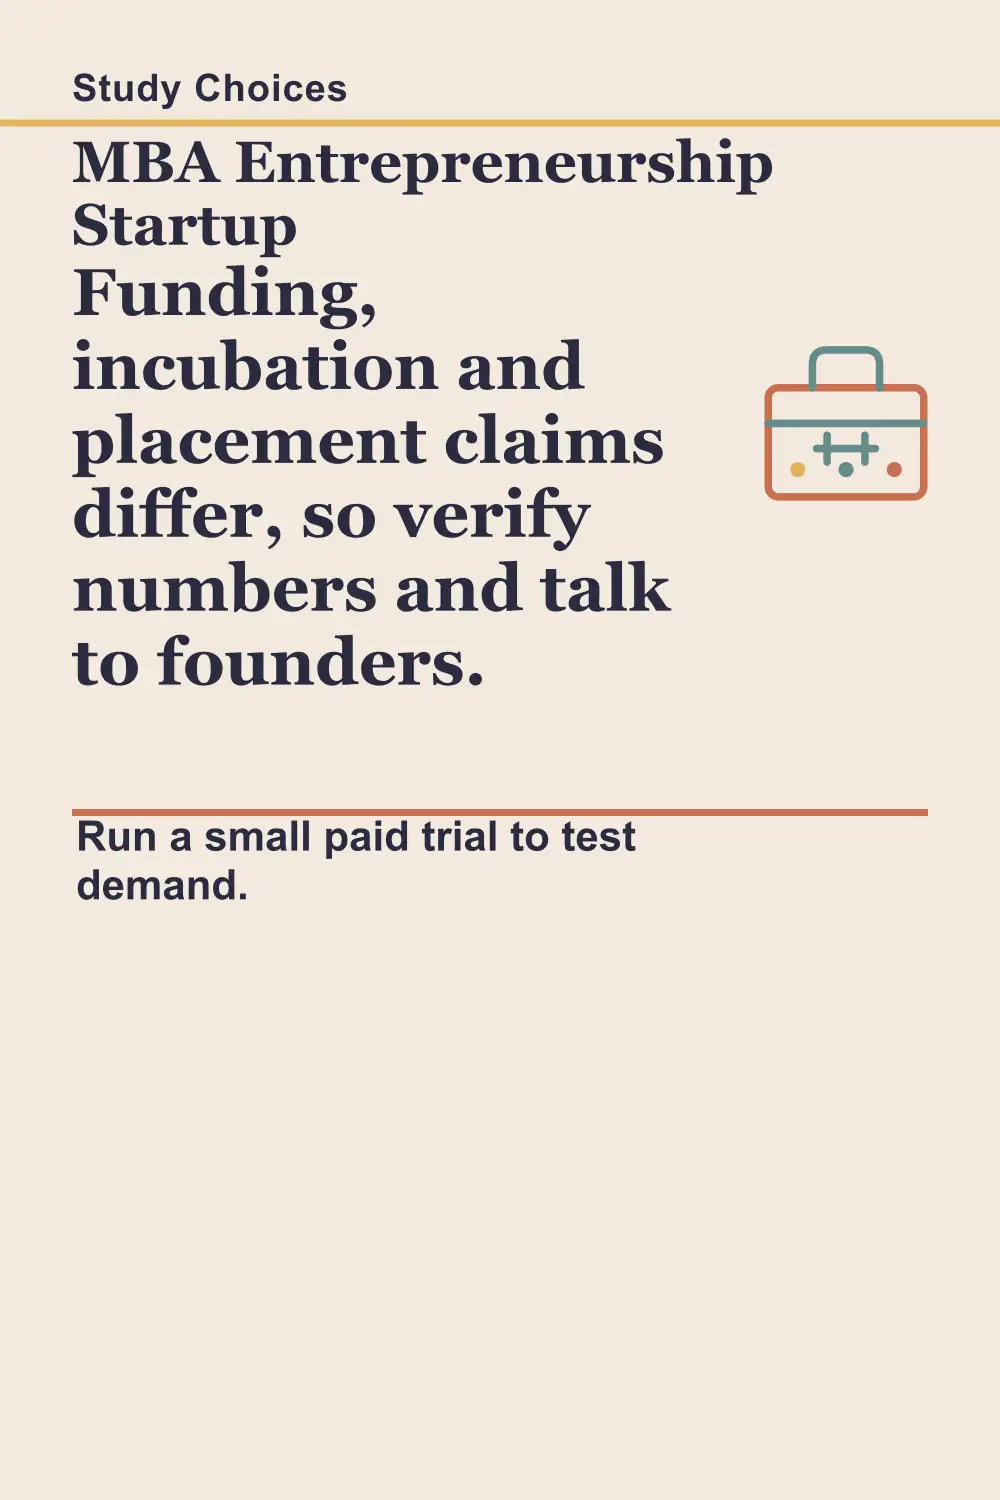 Study Choices
MBA Entrepreneurship
Startup
Funding,
incubation and
placement claims
differ, so verify
numbers and talk
to founders.
Run a small paid trial to test
demand.